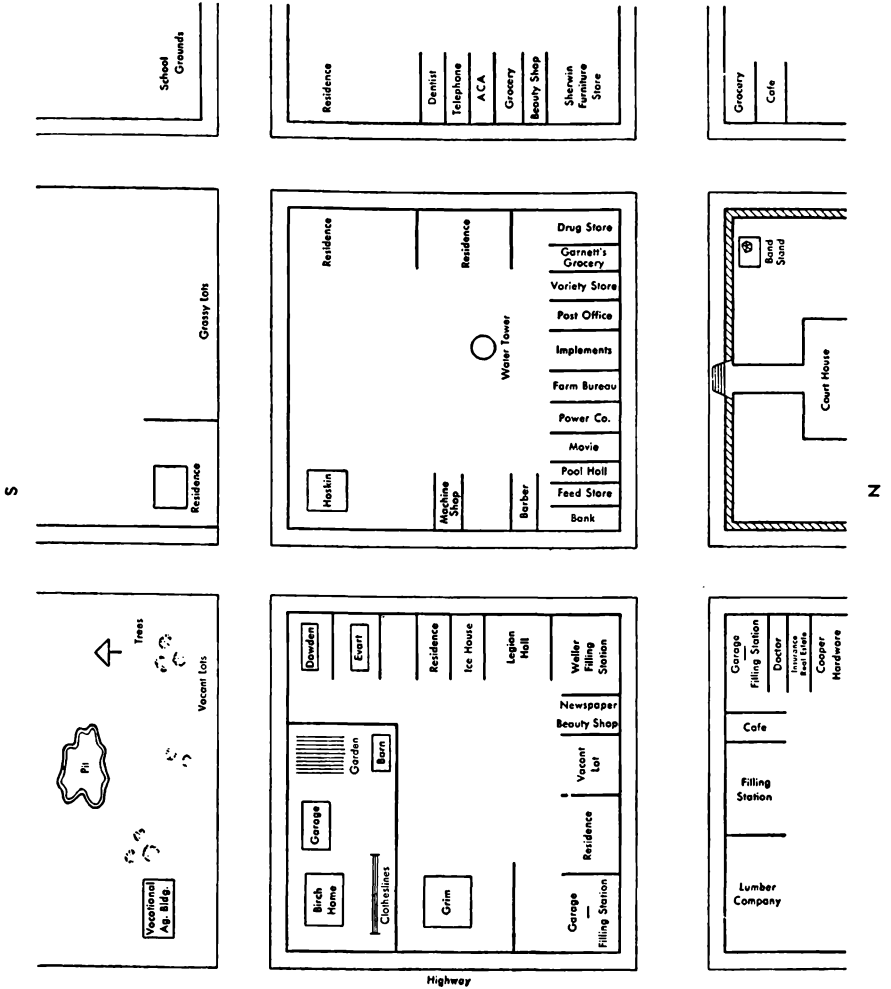 School
Grounds
Residence
Dentist
Telephone
ACA
Grocery
Beauty Shop
Sherwin
Furniture
Store
Grocery
Cafe
Grassy Lots
Residence
S
Residence
Residence
Water Tower
Hoskin
Machine
Shop
Barber
Drug Store
Garnett's
Grocery
Variety Store
Post Office
Implements
Farm Bureau
Power Co.
Movie
Pool Hall
Feed Store
Bank
Band
Stand
Court House
N
Trees
Vacant Lots
Pit
Vocational
Ag. Bldg.
Dowden
Evart
Residence
Ice House
Legion
Hall
Weller
Filling
Station
Garden
Barn
Garage
Birch
Home
Clotheslines
Grim
Newspaper
Beauty Shop
Vacant
Lot
Residence
Garage
—
Filling Station
Garage
—
Filling Station
Doctor
Insurance
Real Estate
Cooper
Hardware
Cafe
Filling
Station
Lumber
Company
Highway